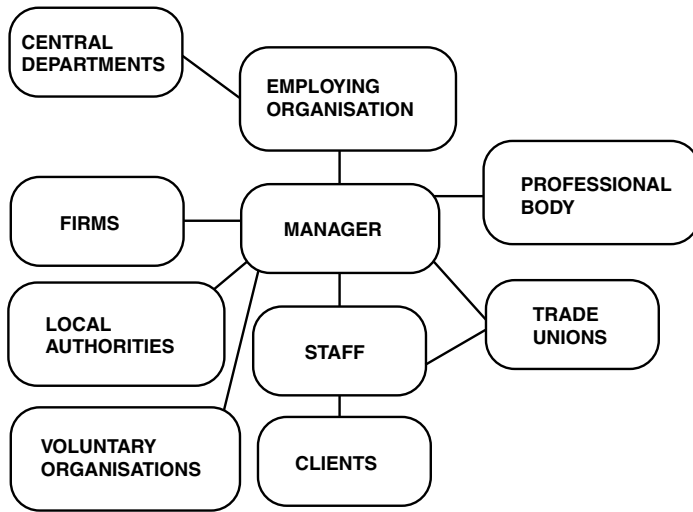 CENTRAL
DEPARTMENTS
EMPLOYING
ORGANISATION
PROFESSIONAL
BODY
FIRMS
MANAGER
LOCAL
AUTHORITIES
STAFF
TRADE
UNIONS
VOLUNTARY
ORGANISATIONS
CLIENTS